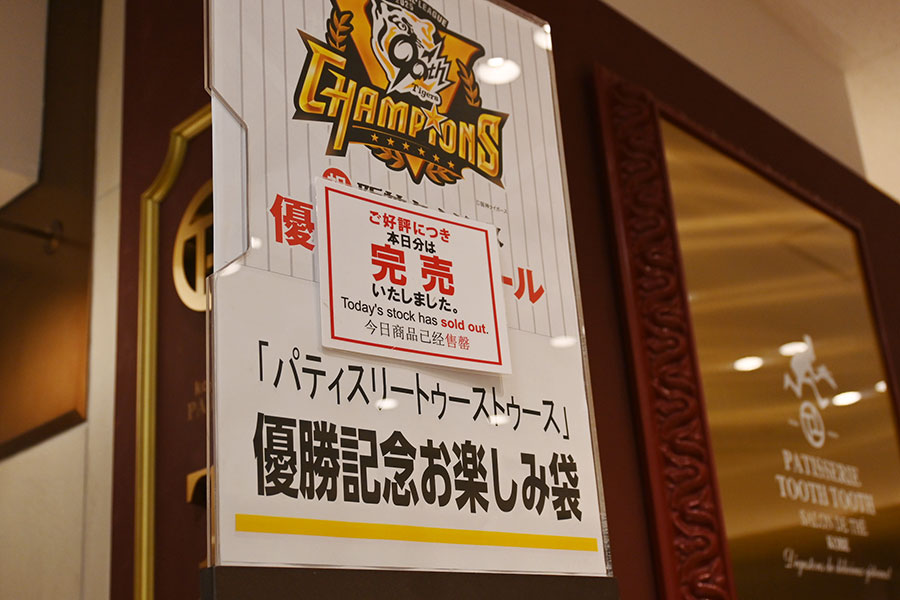 LEAGUE
2023
90th
Tigers
CHAMPIONS
優
ール
ご好評につき
本日分は
完売
いたしました。
Today's stock has sold out.
今日商品已经售罄
「パティスリートゥーストゥース」
優勝記念お楽しみ袋
PATISSERIE
TOOTH TOOTH
SALON DE THE
KOBE